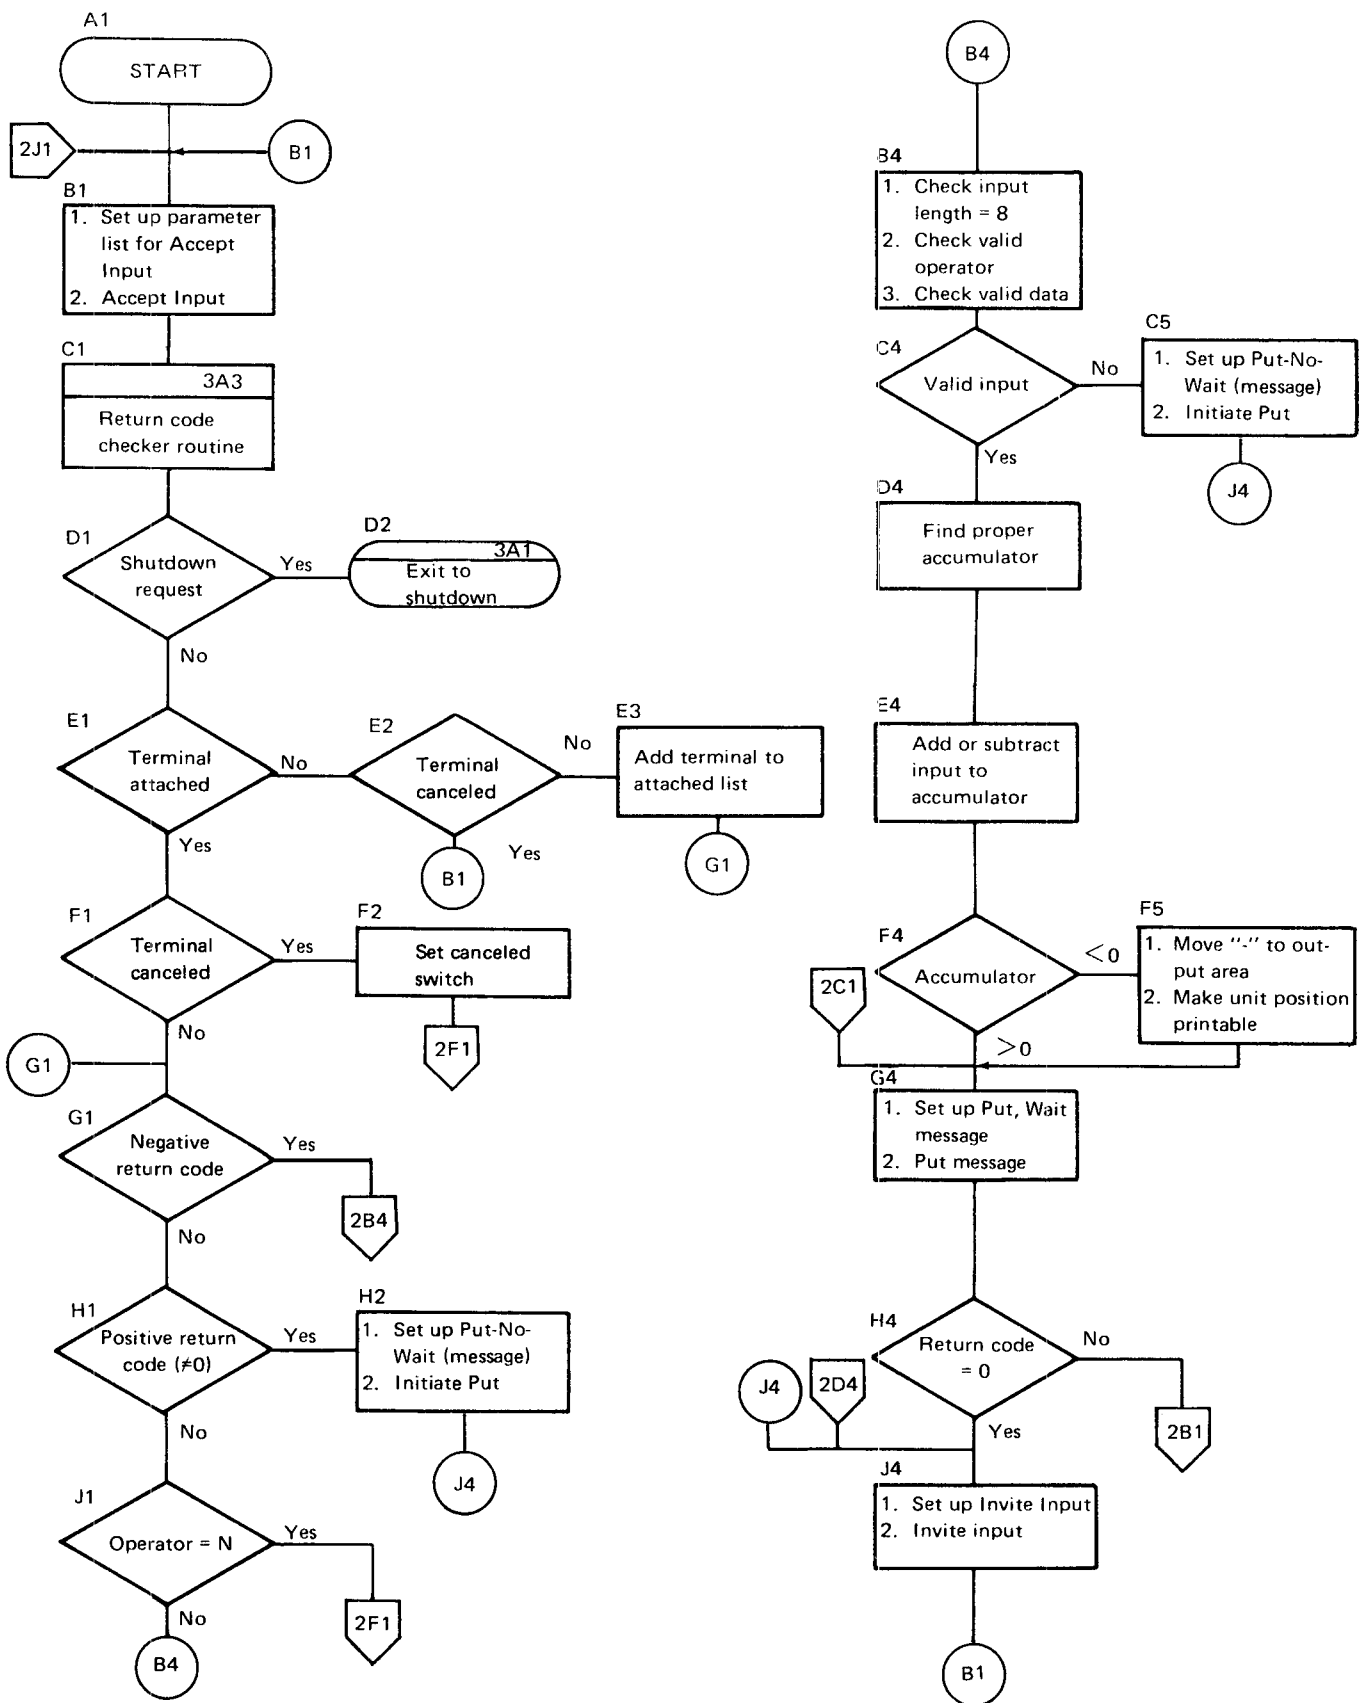 A1
START
2J1
B1
B1
1. Set up parameter
list for Accept
Input
2. Accept Input
C1
3A3
Return code
checker routine
D1
Shutdown
request
Yes
No
D2
3A1
Exit to
shutdown
E1
Terminal
attached
No
Yes
E2
Terminal
canceled
No
Yes
B1
E3
Add terminal to
attached list
G1
F1
Terminal
canceled
Yes
No
F2
Set canceled
switch
2F1
G1
G1
Negative
return code
Yes
No
2B4
H1
Positive return
code (≠0)
Yes
No
H2
1. Set up Put-No-
Wait (message)
2. Initiate Put
J4
J1
Operator = N
Yes
No
2F1
B4
B4
B4
1. Check input
length = 8
2. Check valid
operator
3. Check valid data
C4
Valid input
No
Yes
C5
1. Set up Put-No-
Wait (message)
2. Initiate Put
J4
D4
Find proper
accumulator
E4
Add or subtract
input to
accumulator
F4
Accumulator
<0
>0
F5
1. Move "-" to out-
put area
2. Make unit position
printable
2C1
G4
1. Set up Put, Wait
message
2. Put message
H4
Return code
= 0
No
Yes
2B1
J4
2D4
J4
1. Set up Invite Input
2. Invite input
B1